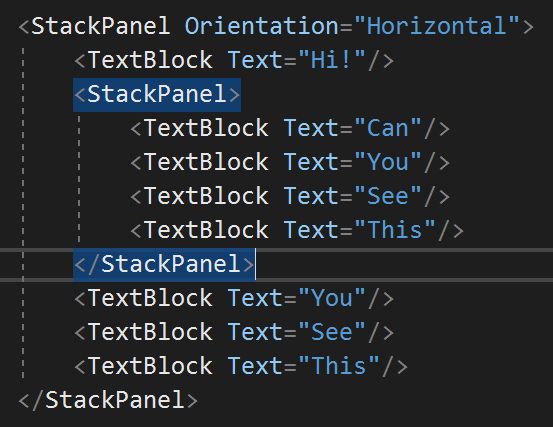 <StackPanel Orientation="Horizontal">
<TextBlock Text="Hi!"/>
<StackPanel>
<TextBlock Text="Can"/>
<TextBlock Text="You"/>
<TextBlock Text="See"/>
<TextBlock Text="This"/>
</StackPanel>
<TextBlock Text="You"/>
<TextBlock Text="See"/>
<TextBlock Text="This"/>
</StackPanel>